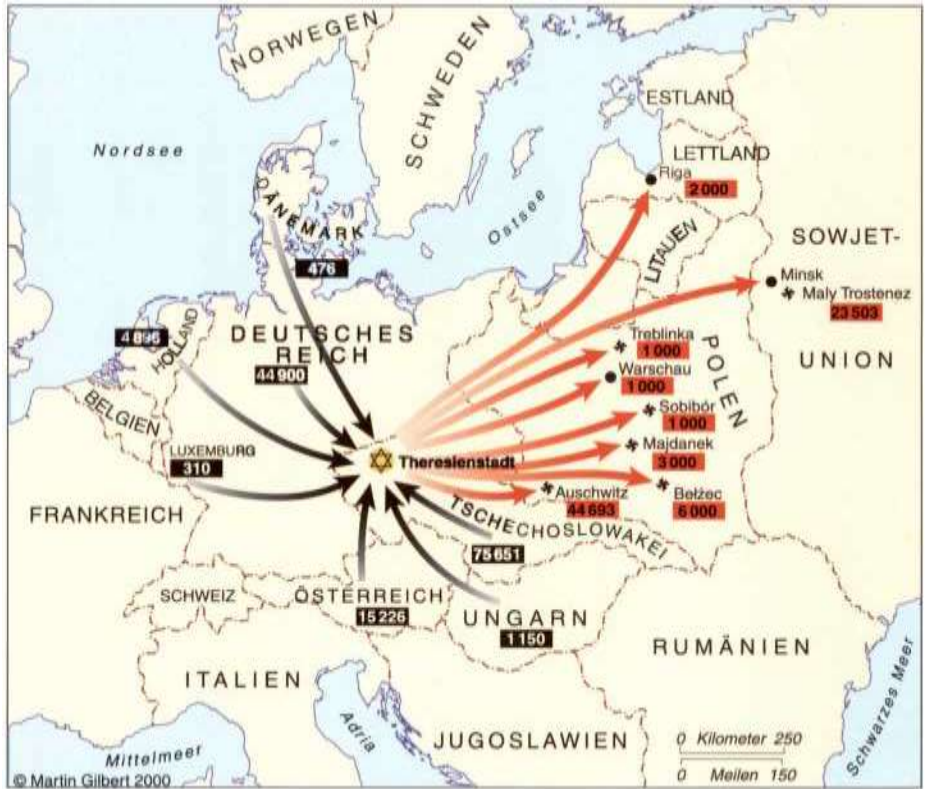 NORWEGEN
SCHWEDEN
ESTLAND
Nordsee
LETTLAND
Riga
2 000
DÄNEMARK
476
Ostsee
LITAUEN
SOWJET-
UNION
Minsk
Maly Trostenez
23 503
4 896
HOLLAND
DEUTSCHES
REICH
44 900
Treblinka
1 000
POLEN
Warschau
1 000
BELGIEN
Sobibór
1 000
LUXEMBURG
310
Theresienstadt
Majdanek
3 000
Auschwitz
44 693
Bełżec
6 000
FRANKREICH
TSCHECHOSLOWAKEI
75 651
SCHWEIZ
ÖSTERREICH
15 226
UNGARN
1 150
RUMÄNIEN
ITALIEN
Adria
JUGOSLAWIEN
Schwarzes Meer
Mittelmeer
0 Kilometer 250
0 Meilen 150
© Martin Gilbert 2000